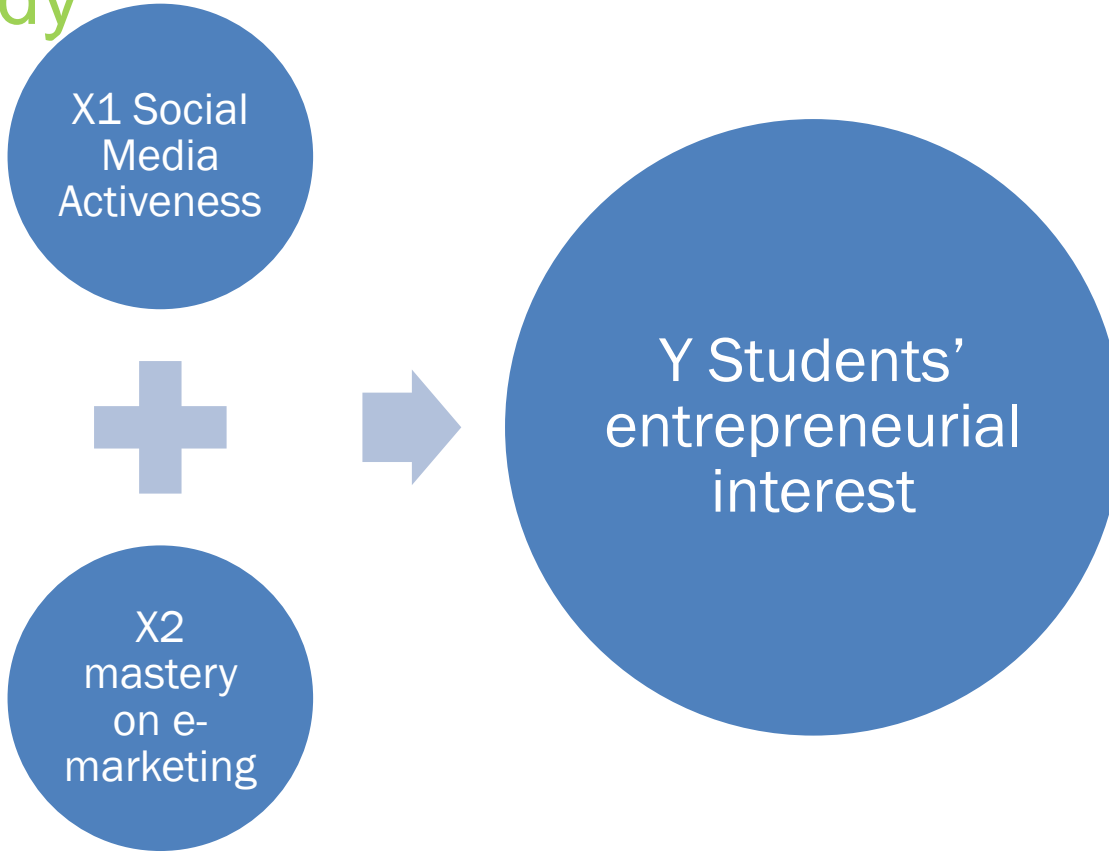 X1 Social
Media
Activeness
Y Students’
entrepreneurial
interest
X2
mastery
on e-
marketing